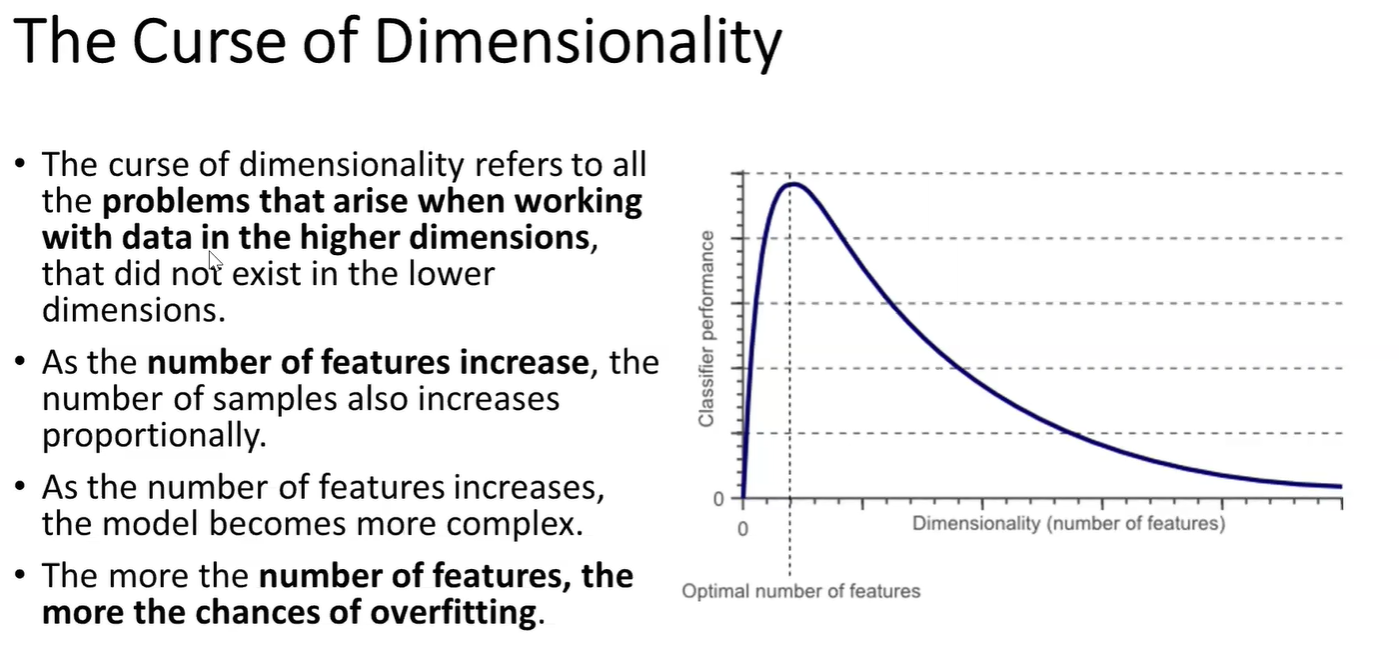 The Curse of Dimensionality
• The curse of dimensionality refers to all
the problems that arise when working
with data in the higher dimensions,
that did not exist in the lower
dimensions.
• As the number of features increase, the
number of samples also increases
proportionally.
• As the number of features increases,
the model becomes more complex.
• The more the number of features, the
more the chances of overfitting.
Classifier performance
0
0
Dimensionality (number of features)
Optimal number of features